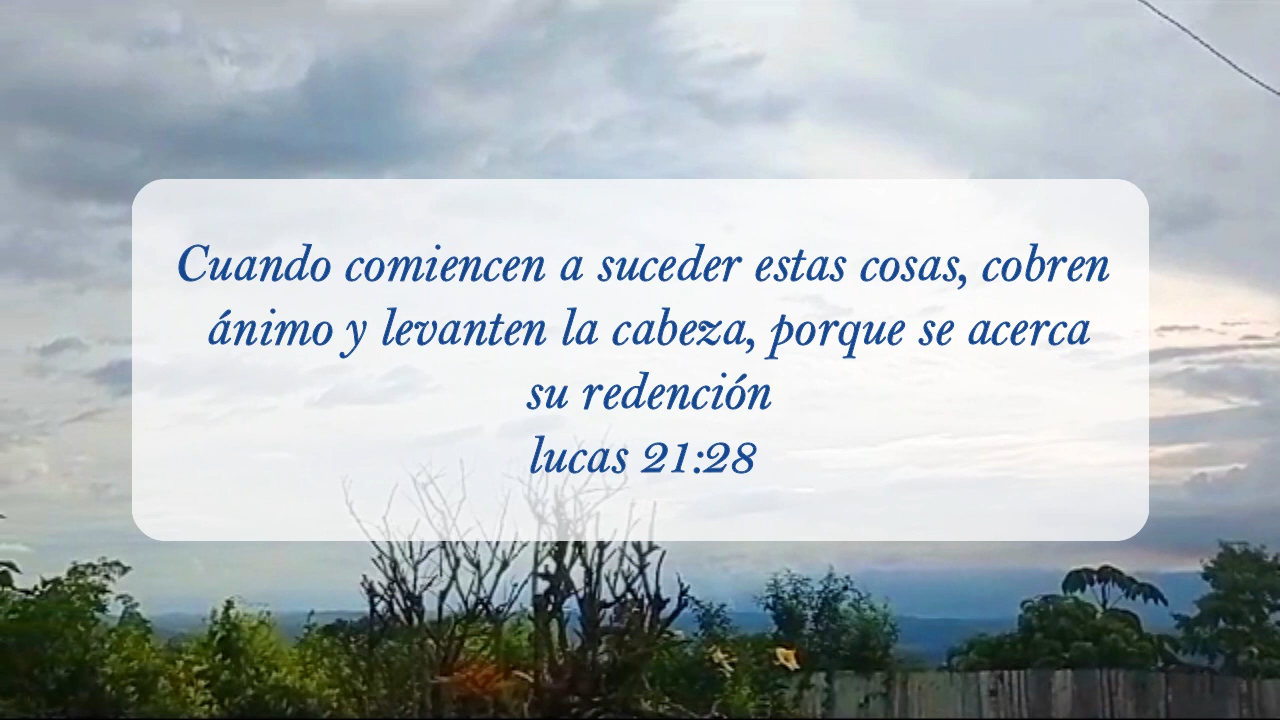 Cuando comiencen a suceder estas cosas, cobren
ánimo y levanten la cabeza, porque se acerca
su redención
lucas 21:28